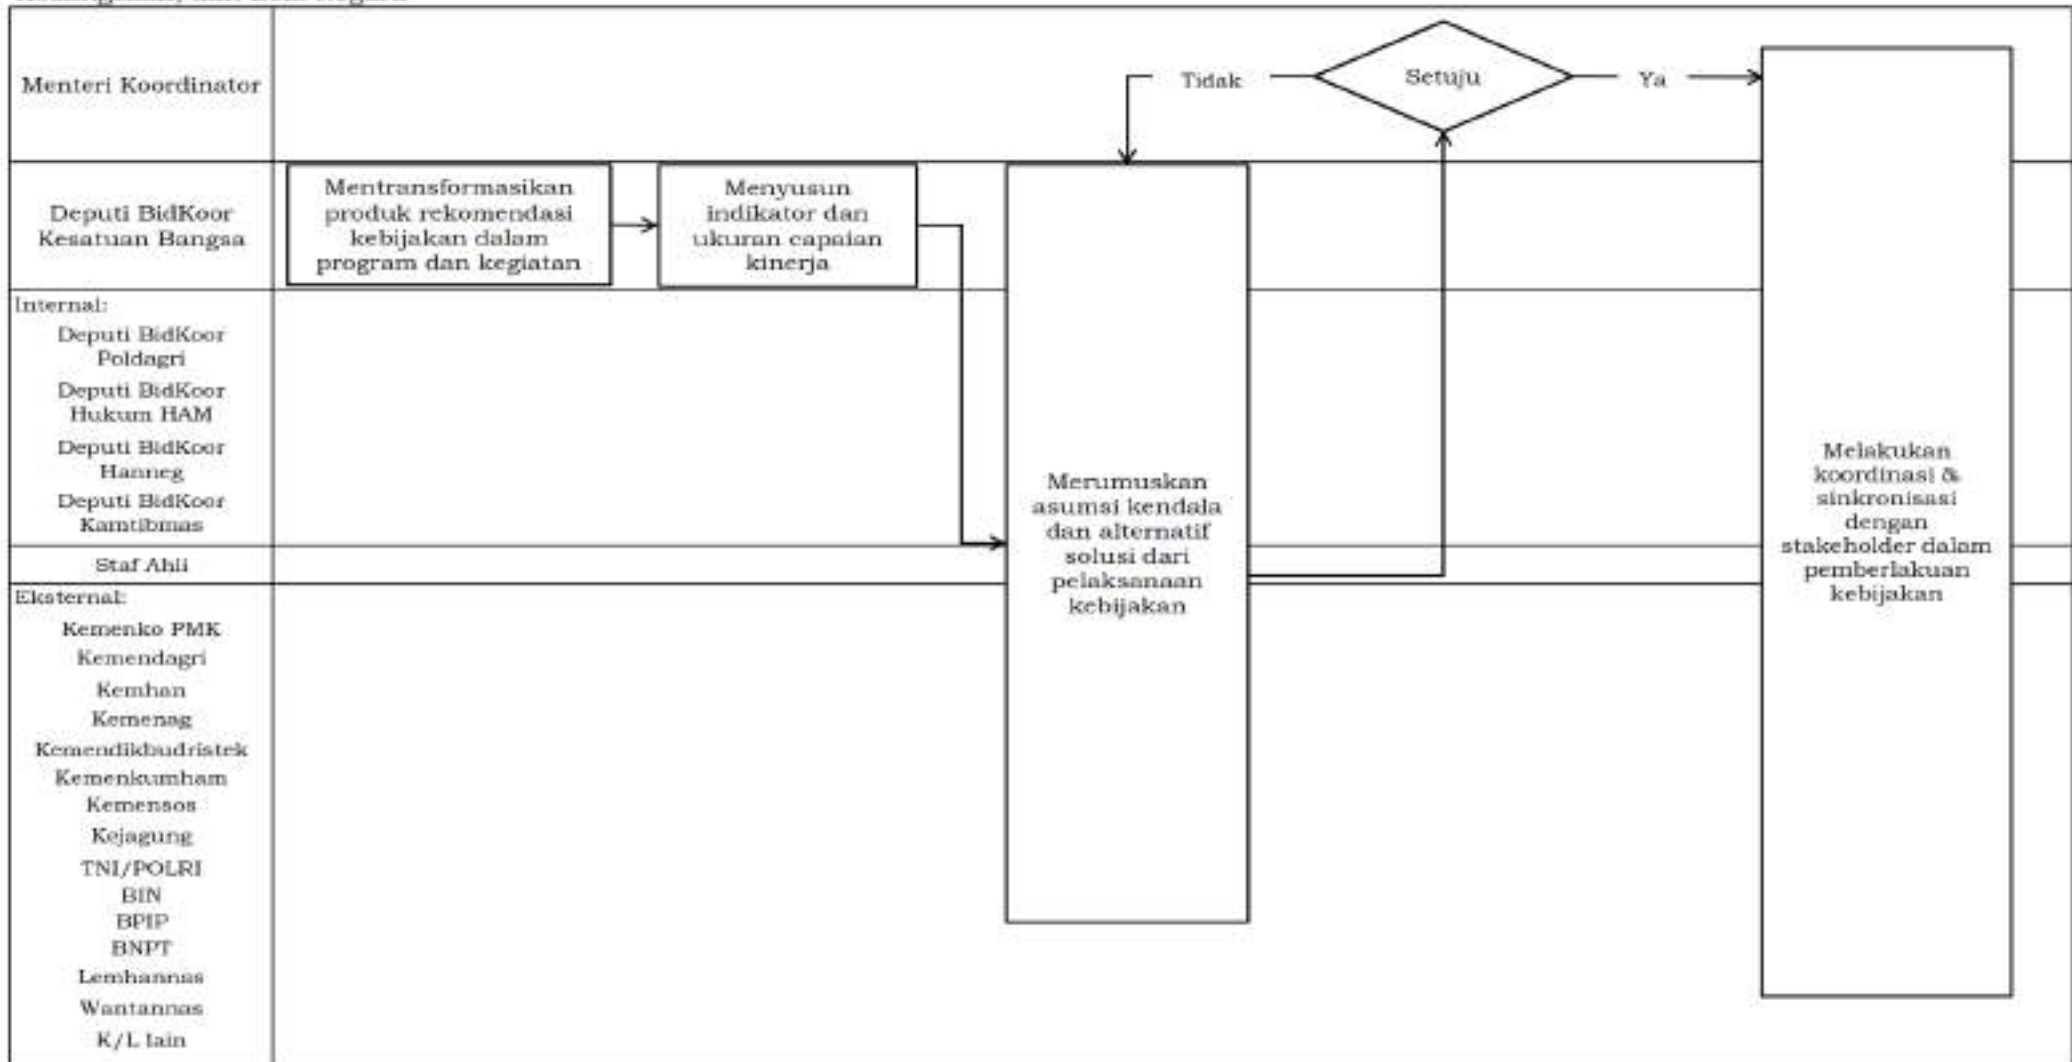 Menteri Koordinator
Tidak
Setuju
Ya
Deputi BidKoor
Kesatuan Bangsa
Mentransformasikan
produk rekomendasi
kebijakan dalam
program dan kegiatan
Menyusun
indikator dan
ukuran capaian
kinerja
Internal:
Deputi BidKoor
Poldagri
Deputi BidKoor
Hukum HAM
Deputi BidKoor
Hanneg
Deputi BidKoor
Kamtibmas
Merumuskan
asumsi kendala
dan alternatif
solusi dari
pelaksanaan
kebijakan
Melakukan
koordinasi &
sinkronisasi
dengan
stakeholder dalam
pemberlakuan
kebijakan
Staf Ahli
Eksternal:
Kemenko PMK
Kemendagri
Kemhan
Kemenag
Kemendikbudristek
Kemenkumham
Kemensos
Kejagung
TNI/POLRI
BIN
BPIP
BNPT
Lemhannas
Wantannas
K/L lain